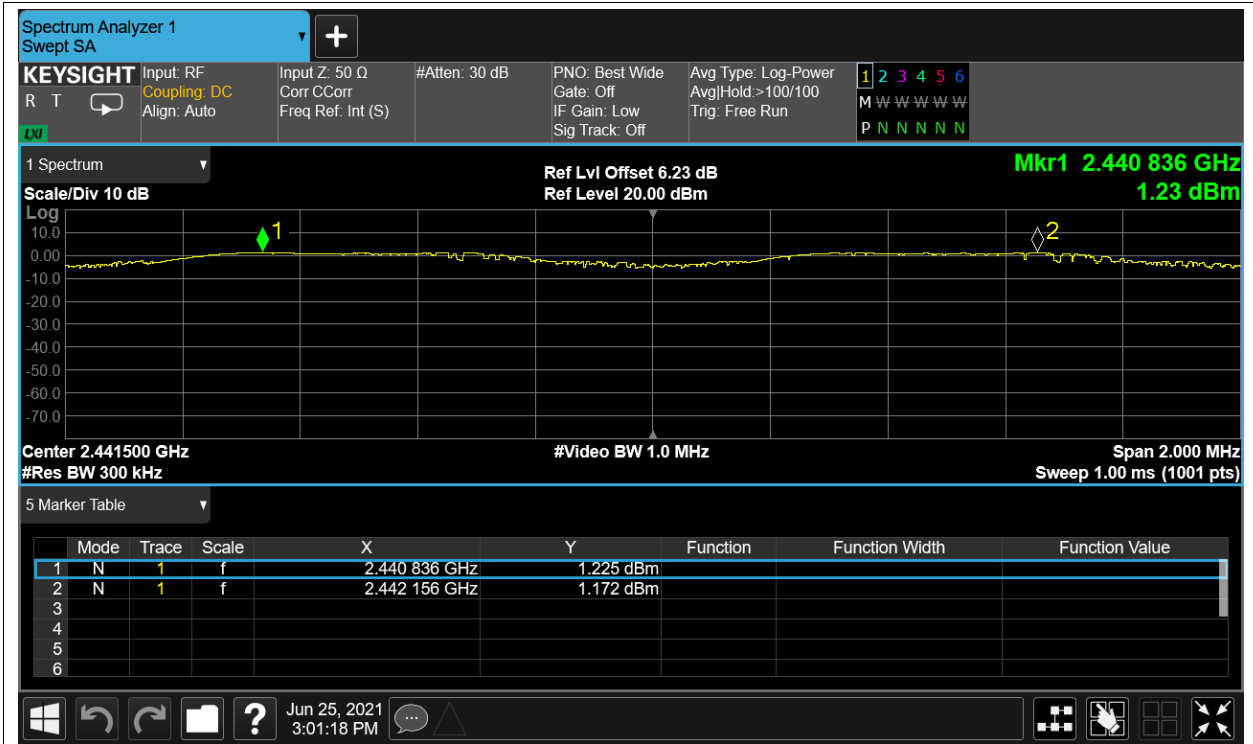 Spectrum Analyzer 1
Swept SA
+
KEYSIGHT
R T
LXI
Input: RF
Coupling: DC
Align: Auto
Input Z: 50 Ω
Corr CCorr
Freq Ref: Int (S)
#Atten: 30 dB
PNO: Best Wide
Gate: Off
IF Gain: Low
Sig Track: Off
Avg Type: Log-Power
Avg|Hold:>100/100
Trig: Free Run
1 2 3 4 5 6
M W W W W W
P N N N N N
1 Spectrum
Scale/Div 10 dB
Ref Lvl Offset 6.23 dB
Ref Level 20.00 dBm
Mkr1 2.440 836 GHz
1.23 dBm
Log
10.0
0.00
-10.0
-20.0
-30.0
-40.0
-50.0
-60.0
-70.0
1
2
Center 2.441500 GHz
#Res BW 300 kHz
#Video BW 1.0 MHz
Span 2.000 MHz
Sweep 1.00 ms (1001 pts)
5 Marker Table
Mode Trace Scale X Y Function Function Width Function Value
1 N 1 f 2.440 836 GHz 1.225 dBm
2 N 1 f 2.442 156 GHz 1.172 dBm
3
4
5
6
?
Jun 25, 2021
3:01:18 PM